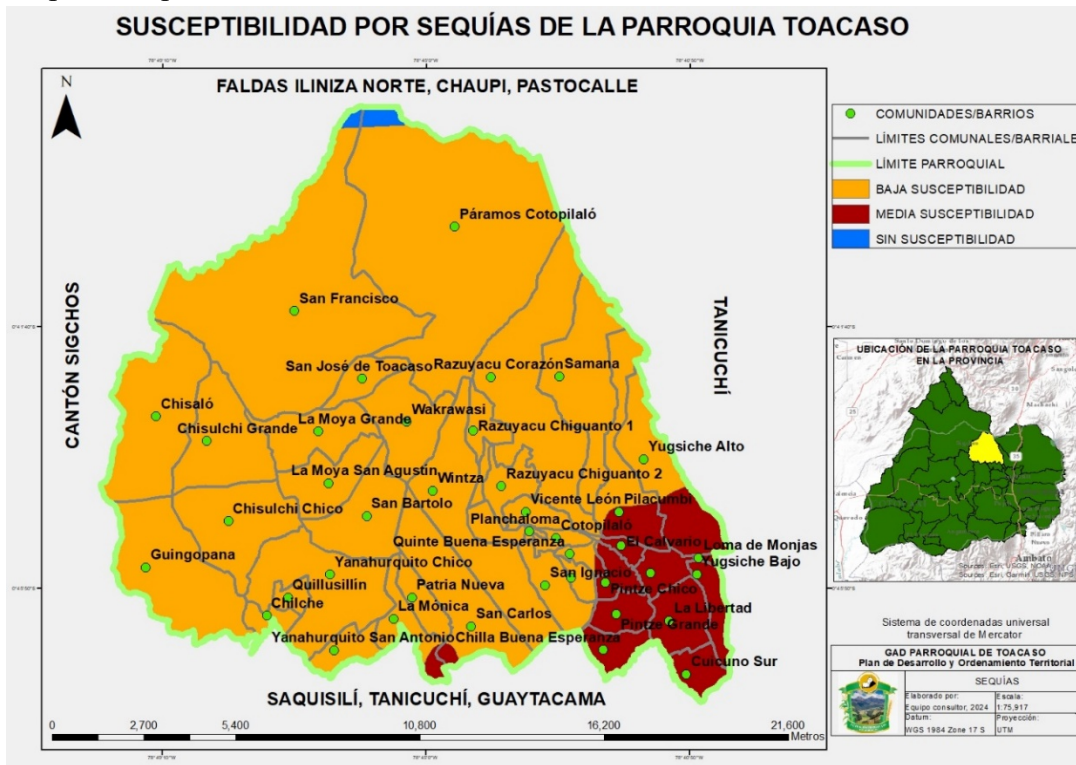 SUSCEPTIBILIDAD POR SEQUÍAS DE LA PARROQUIA TOACASO
N
FALDAS ILINIZA NORTE, CHAUPI, PASTOCALLE
CANTÓN SIGCHOS
TANICUCHÍ
SAQUISILÍ, TANICUCHÍ, GUAYTACAMA
Páramos Cotopilaló
San Francisco
San José de Toacaso
Razuyacu Corazón
Samana
Chisaló
Wakrawasi
La Moya Grande
Chisulchi Grande
Razuyacu Chiguanto 1
Yugsiche Alto
La Moya San Agustin
Wintza
Razuyacu Chiguanto 2
San Bartolo
Vicente León
Pilacumbi
Chisulchi Chico
Planchaloma
Cotopilaló
Quinte Buena Esperanza
El Calvario
Loma de Monjas
Guingopana
Yanahurquito Chico
Yugsiche Bajo
San Ignacio
Quillusillín
Patria Nueva
Pintze Chico
Chilche
La Mónica
San Carlos
La Libertad
Pintze Grande
Yanahurquito San Antonio
Chilla Buena Esperanza
Cuicuno Sur
0 2,700 5,400 10,800 16,200 21,600
Metros
COMUNIDADES/BARRIOS
LÍMITES COMUNALES/BARRIALE
LÍMITE PARROQUIAL
BAJA SUSCEPTIBILIDAD
MEDIA SUSCEPTIBILIDAD
SIN SUSCEPTIBILIDAD
UBICACIÓN DE LA PARROQUIA TOACASO
EN LA PROVINCIA
Ambato
Sistema de coordenadas universal
transversal de Mercator
GAD PARROQUIAL DE TOACASO
Plan de Desarrollo y Ordenamiento Territorial
SEQUÍAS
Elaborado por:
Equipo consultor, 2024
Escala:
1:75,917
Datum:
WGS 1984 Zone 17 S
Proyección:
UTM